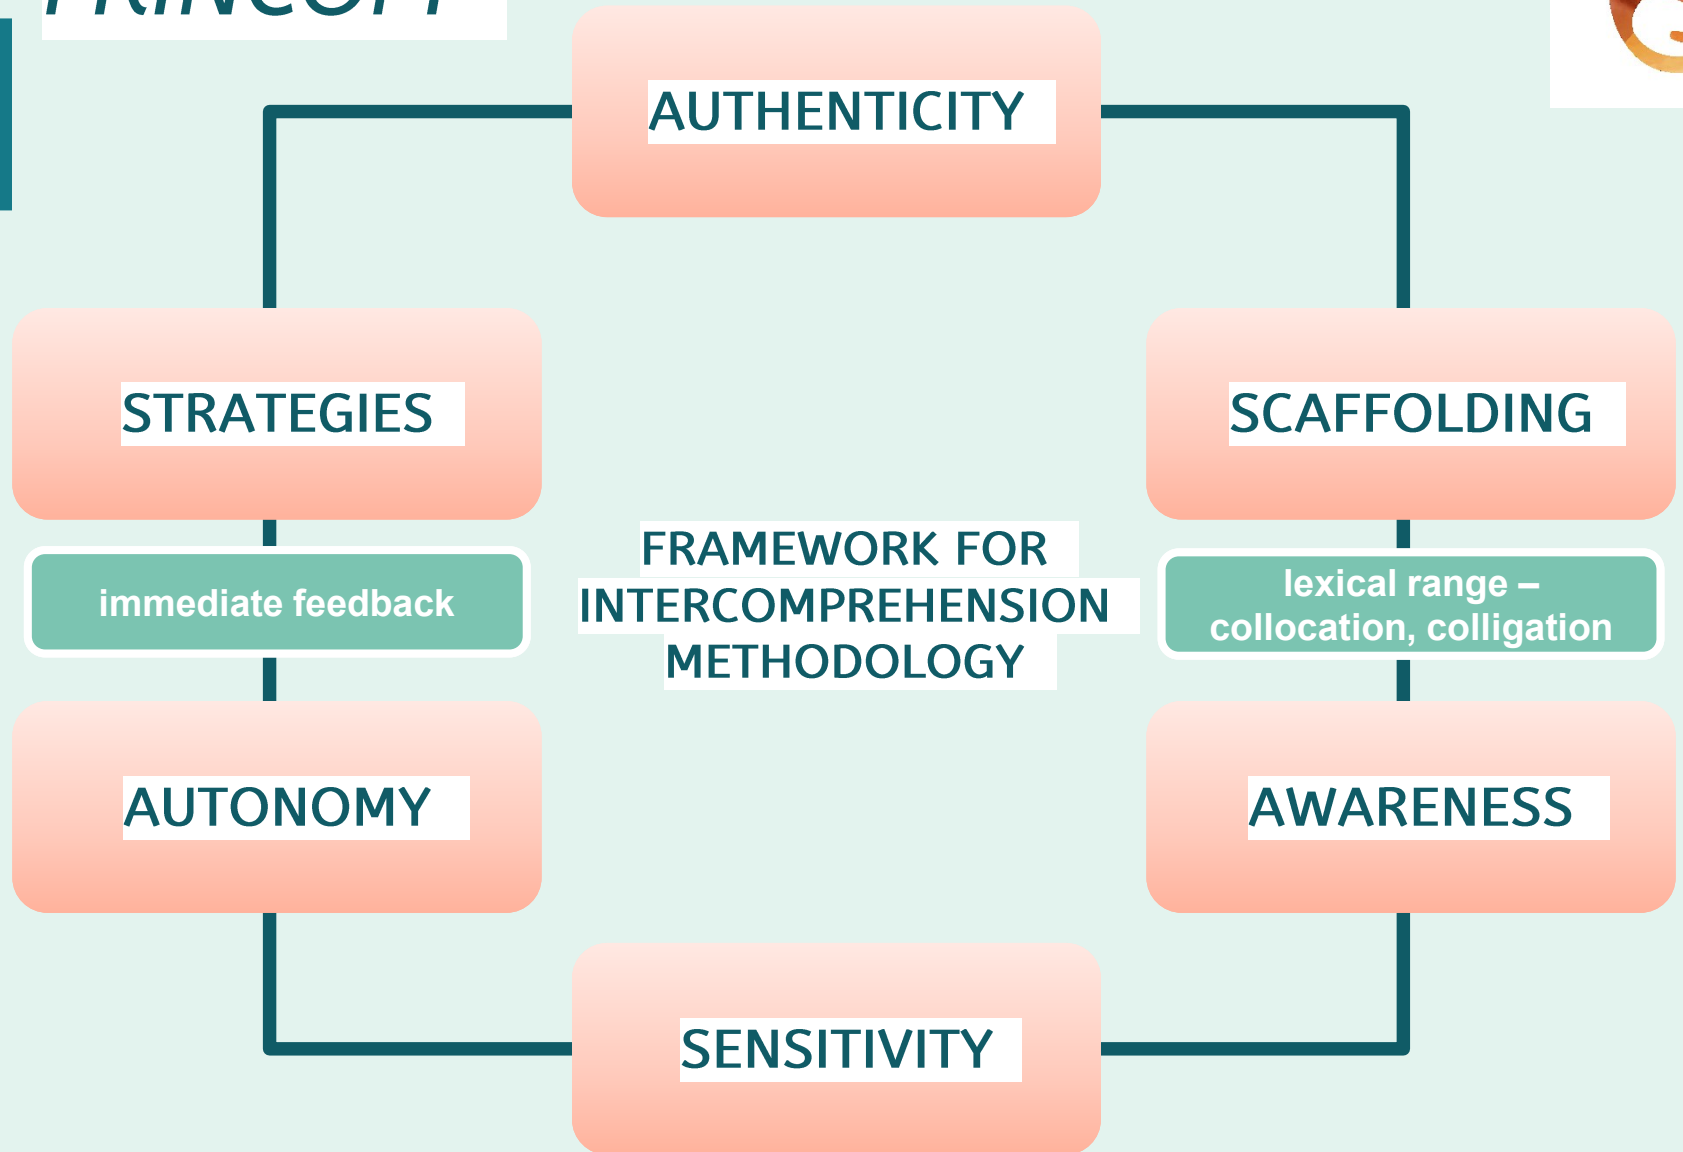 AUTHENTICITY
STRATEGIES
SCAFFOLDING
immediate feedback
FRAMEWORK FOR
INTERCOMPREHENSION
METHODOLOGY
lexical range –
collocation, colligation
AUTONOMY
AWARENESS
SENSITIVITY